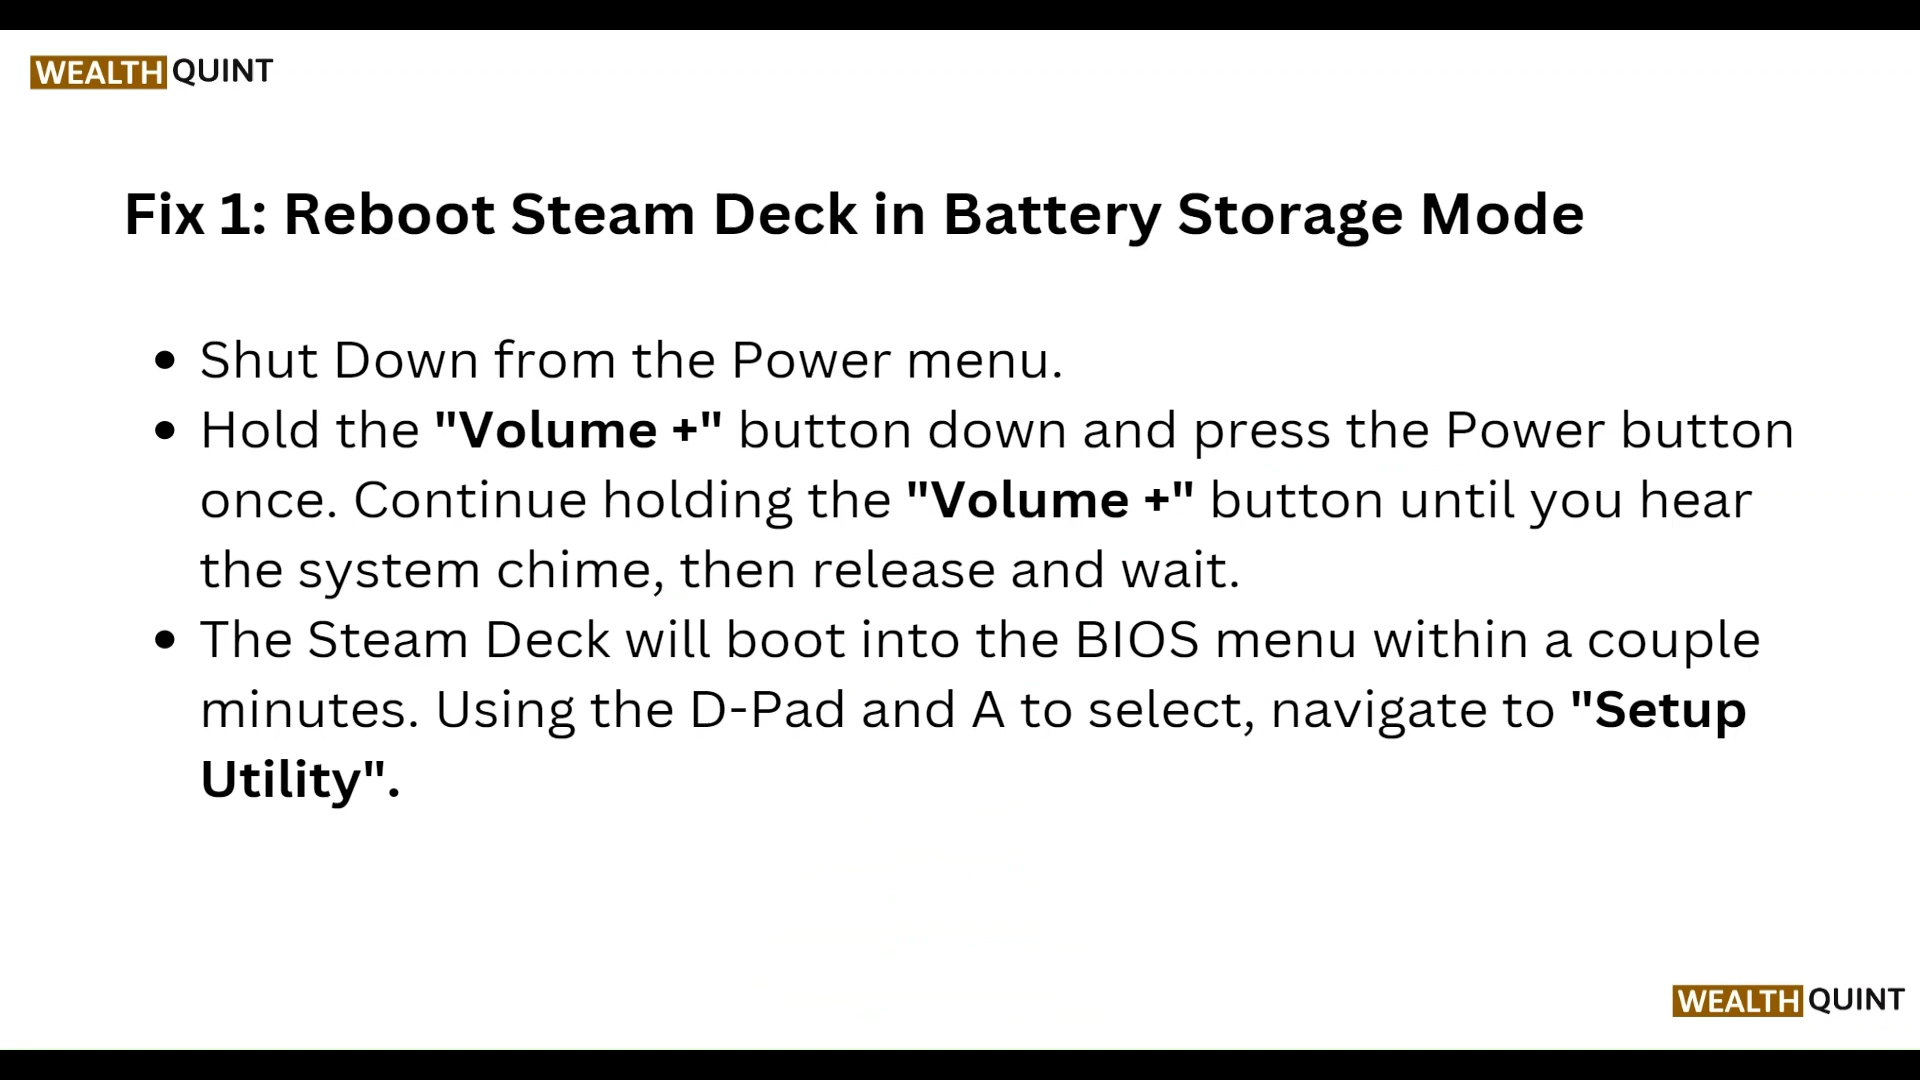 WEALTH QUINT
Fix 1: Reboot Steam Deck in Battery Storage Mode
• Shut Down from the Power menu.
• Hold the "Volume +" button down and press the Power button
once. Continue holding the "Volume +" button until you hear
the system chime, then release and wait.
• The Steam Deck will boot into the BIOS menu within a couple
minutes. Using the D-Pad and A to select, navigate to "Setup
Utility".
WEALTH QUINT